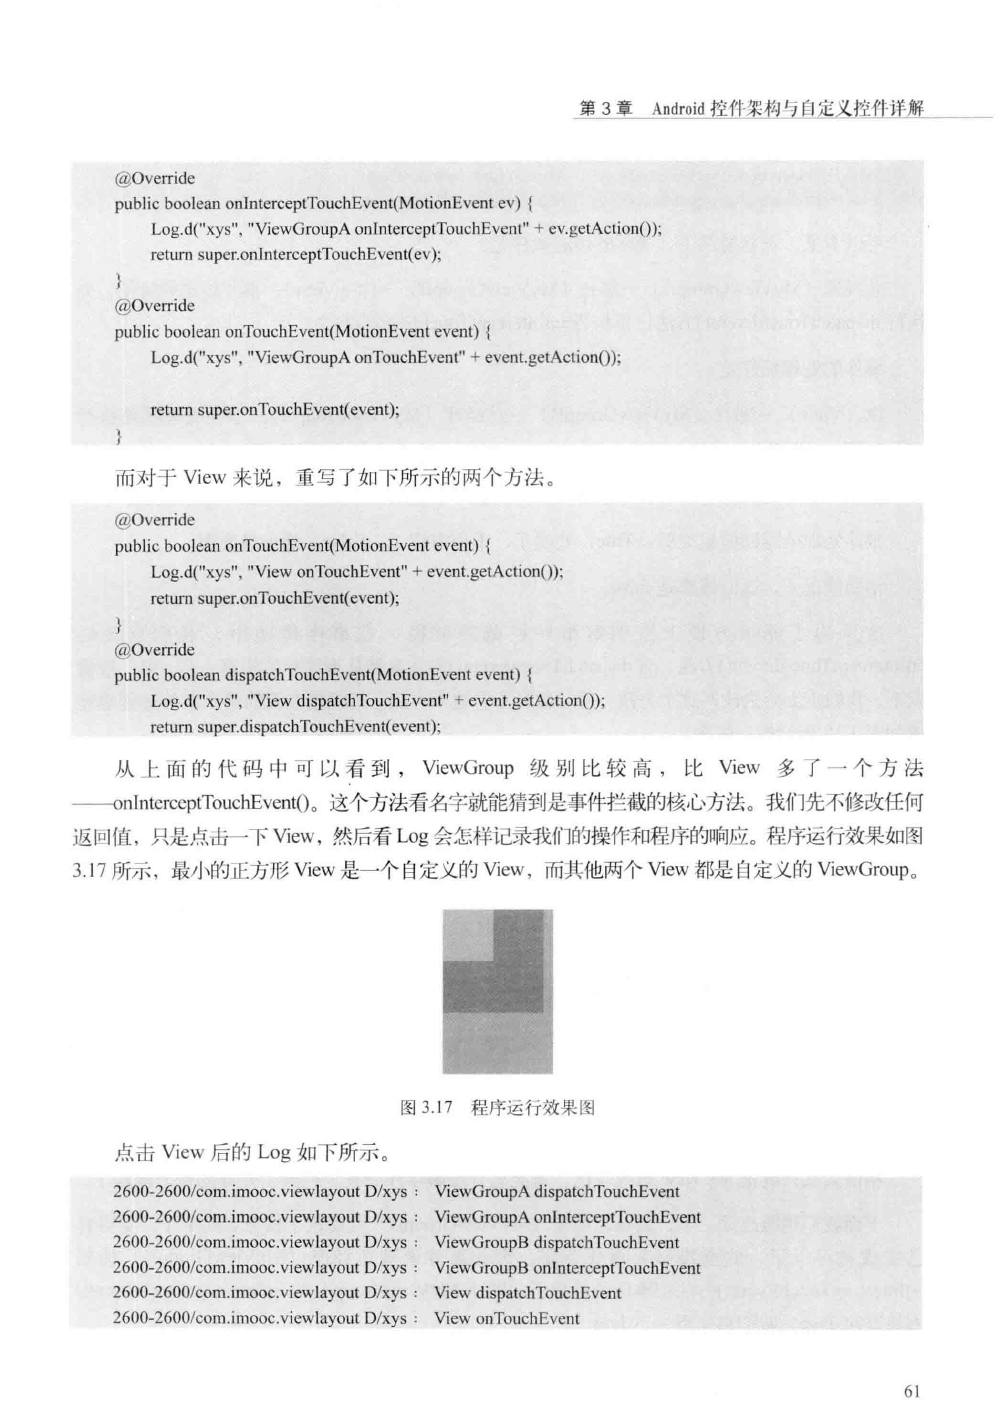 第 3 章 Android 控件架构与自定义控件详解
@Override
public boolean onInterceptTouchEvent(MotionEvent ev) {
Log.d("xys", "ViewGroupA onInterceptTouchEvent" + ev.getAction());
return super.onInterceptTouchEvent(ev);
}
@Override
public boolean onTouchEvent(MotionEvent event) {
Log.d("xys", "ViewGroupA onTouchEvent" + event.getAction());
return super.onTouchEvent(event);
}
而对于 View 来说，重写了如下所示的两个方法。
@Override
public boolean onTouchEvent(MotionEvent event) {
Log.d("xys", "View onTouchEvent" + event.getAction());
return super.onTouchEvent(event);
}
@Override
public boolean dispatchTouchEvent(MotionEvent event) {
Log.d("xys", "View dispatchTouchEvent" + event.getAction());
return super.dispatchTouchEvent(event);
从上面的代码中可以看到，ViewGroup 级别比较高，比 View 多了一个方法
——onInterceptTouchEvent()。这个方法看名字就能猜到是事件拦截的核心方法。我们先不修改任何
返回值，只是点击一下 View，然后看 Log 会怎样记录我们的操作和程序的响应。程序运行效果如图
3.17 所示，最小的正方形 View 是一个自定义的 View，而其他两个 View 都是自定义的 ViewGroup。
图 3.17 程序运行效果图
点击 View 后的 Log 如下所示。
2600-2600/com.imooc.viewlayout D/xys： ViewGroupA dispatchTouchEvent
2600-2600/com.imooc.viewlayout D/xys： ViewGroupA onInterceptTouchEvent
2600-2600/com.imooc.viewlayout D/xys： ViewGroupB dispatchTouchEvent
2600-2600/com.imooc.viewlayout D/xys： ViewGroupB onInterceptTouchEvent
2600-2600/com.imooc.viewlayout D/xys： View dispatchTouchEvent
2600-2600/com.imooc.viewlayout D/xys： View onTouchEvent
61